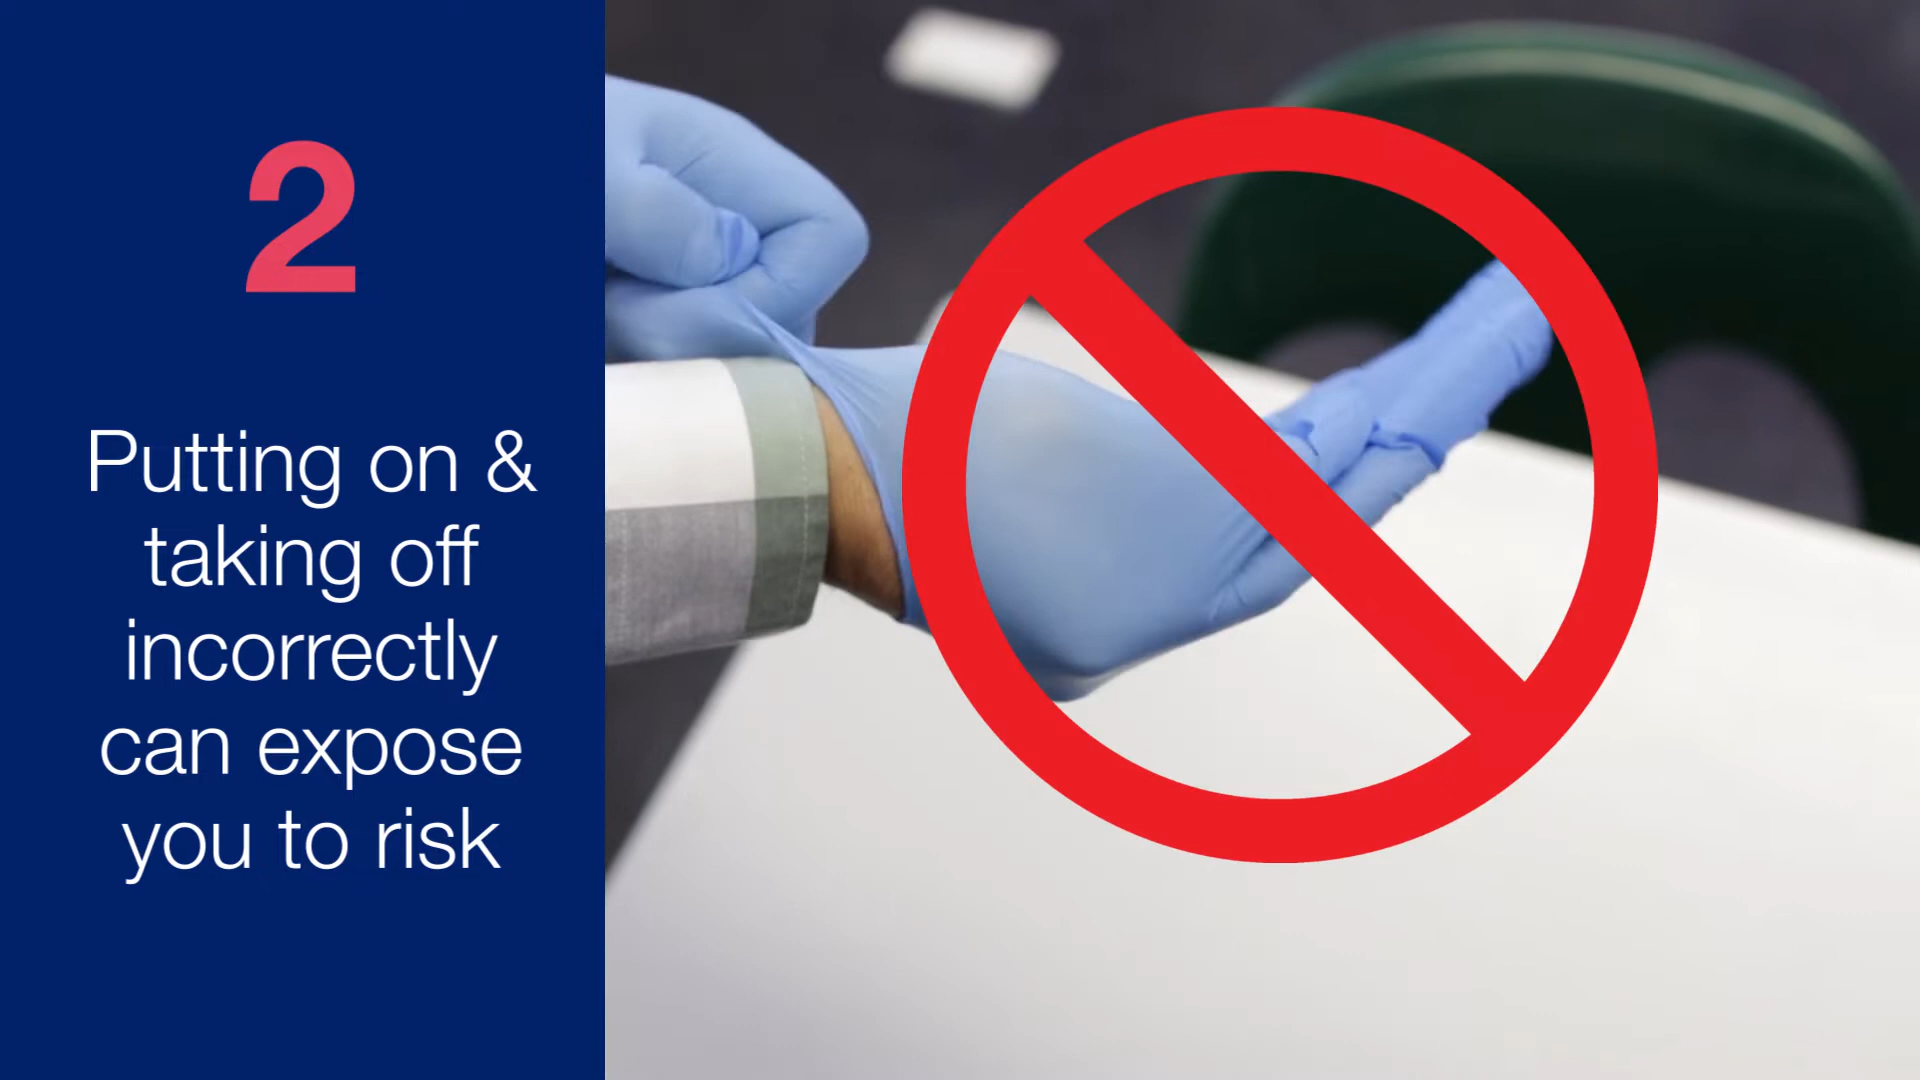 2
Putting on &
taking off
incorrectly
can expose
you to risk